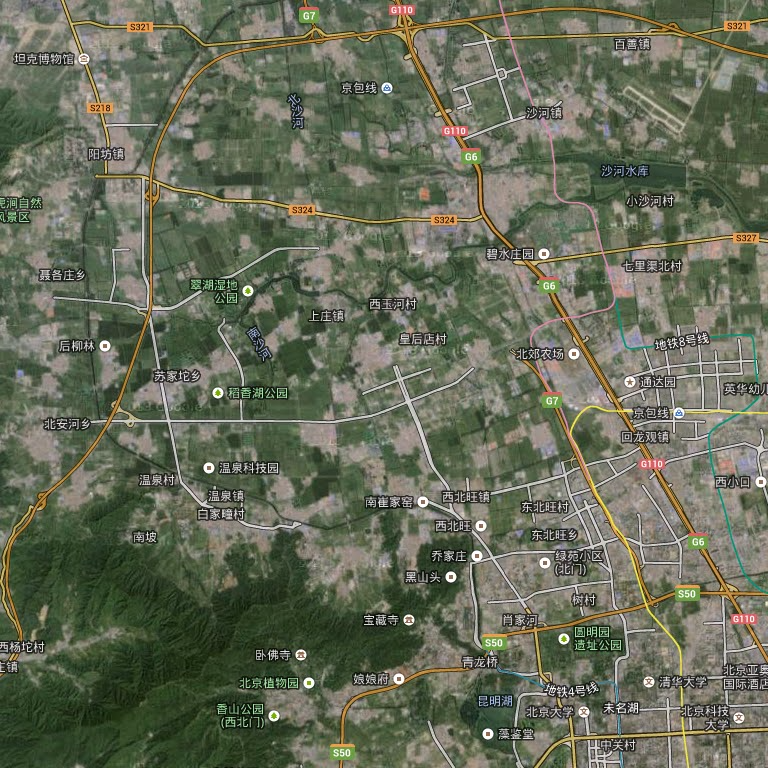 G7
G110
S321
S321
百善镇
坦克博物馆
京包线
北沙河
S218
沙河镇
G110
阳坊镇
G6
沙河水库
虎涧自然
风景区
小沙河村
S324
S324
S327
碧水庄园
七里渠北村
聂各庄乡
翠湖湿地
公园
G6
西玉河村
上庄镇
南沙河
皇后店村
地铁8号线
后柳林
北郊农场
苏家坨乡
通达园
稻香湖公园
英华幼儿
G7
京包线
北安河乡
回龙观镇
G110
温泉村
温泉科技园
西小口
温泉镇
南崔家窑
西北旺镇
东北旺村
白家疃村
西北旺
南坡
东北旺乡
G6
乔家庄
绿苑小区
(北门)
黑山头
S50
树村
宝藏寺
肖家河
G110
圆明园
遗址公园
S50
西杨坨村
卧佛寺
青龙桥
北京亚奥
国际酒店
北京植物园
娘娘府
地铁4号线
清华大学
昆明湖
香山公园
(西北门)
北京大学
未名湖
北京科技
大学
藻鉴堂
中关村
S50